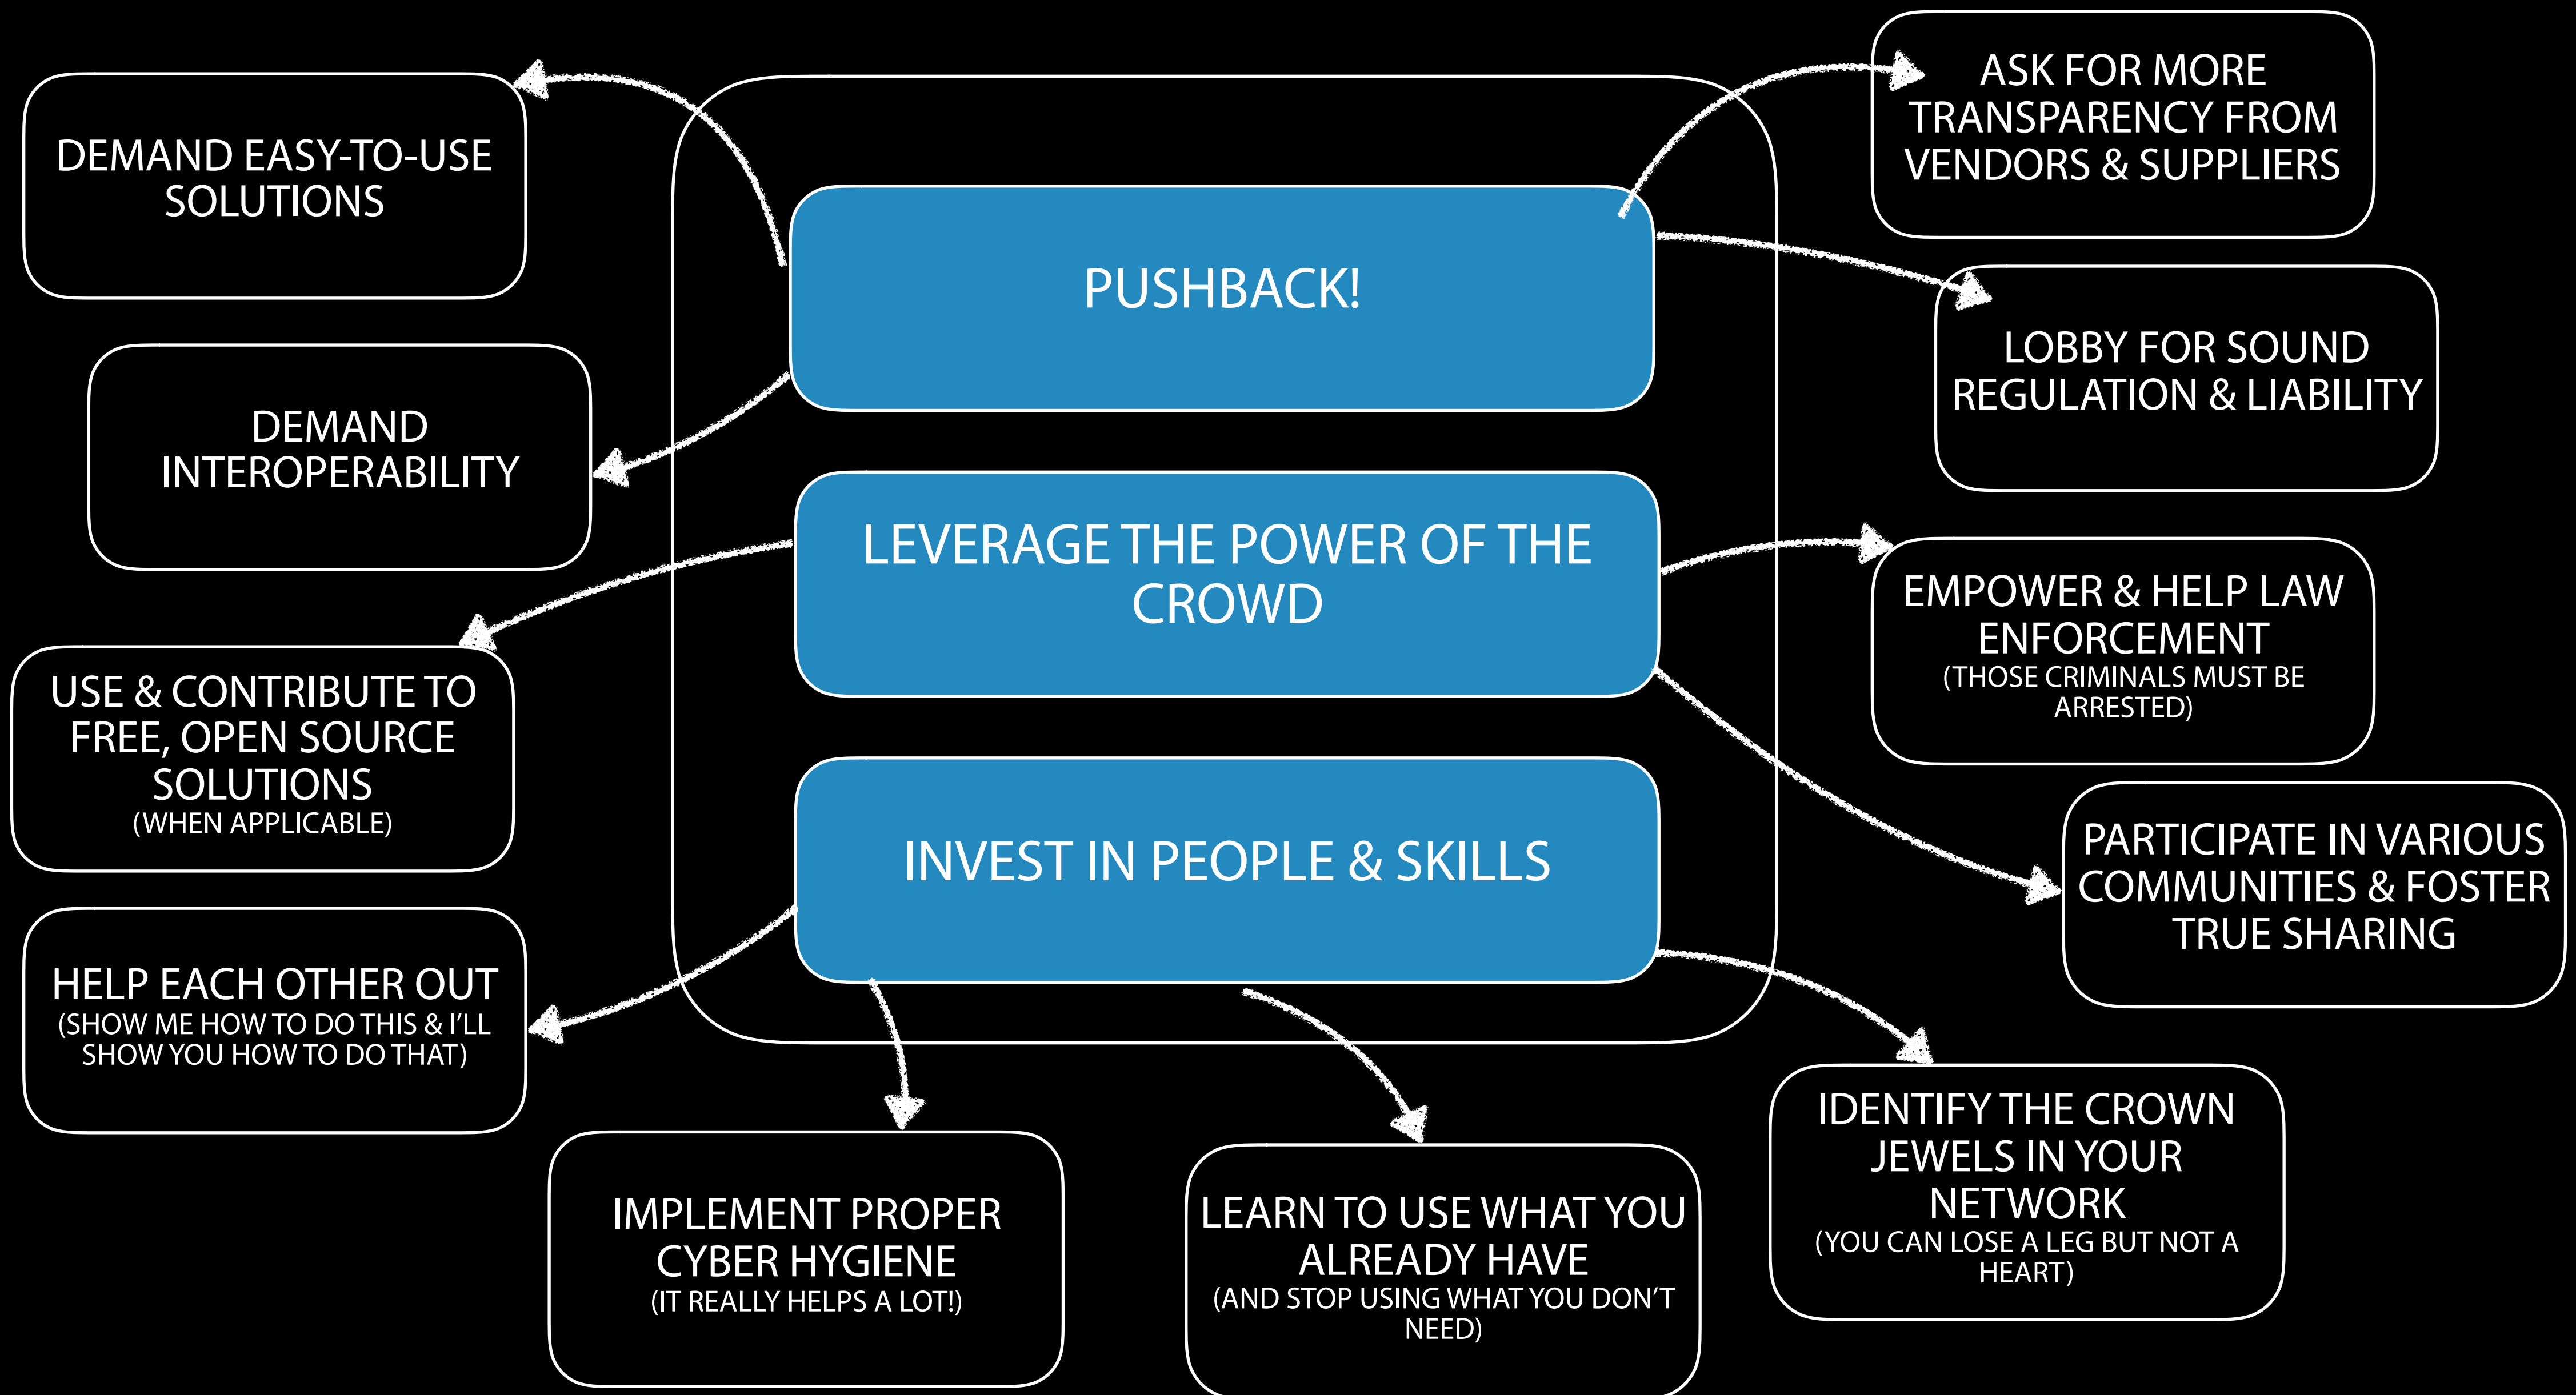 DEMAND EASY-TO-USE
SOLUTIONS
DEMAND
INTEROPERABILITY
USE & CONTRIBUTE TO
FREE, OPEN SOURCE
SOLUTIONS
(WHEN APPLICABLE)
HELP EACH OTHER OUT
(SHOW ME HOW TO DO THIS & I’LL
SHOW YOU HOW TO DO THAT)
PUSHBACK!
LEVERAGE THE POWER OF THE
CROWD
INVEST IN PEOPLE & SKILLS
ASK FOR MORE
TRANSPARENCY FROM
VENDORS & SUPPLIERS
LOBBY FOR SOUND
REGULATION & LIABILITY
EMPOWER & HELP LAW
ENFORCEMENT
(THOSE CRIMINALS MUST BE
ARRESTED)
PARTICIPATE IN VARIOUS
COMMUNITIES & FOSTER
TRUE SHARING
IMPLEMENT PROPER
CYBER HYGIENE
(IT REALLY HELPS A LOT!)
LEARN TO USE WHAT YOU
ALREADY HAVE
(AND STOP USING WHAT YOU DON’T
NEED)
IDENTIFY THE CROWN
JEWELS IN YOUR
NETWORK
(YOU CAN LOSE A LEG BUT NOT A
HEART)